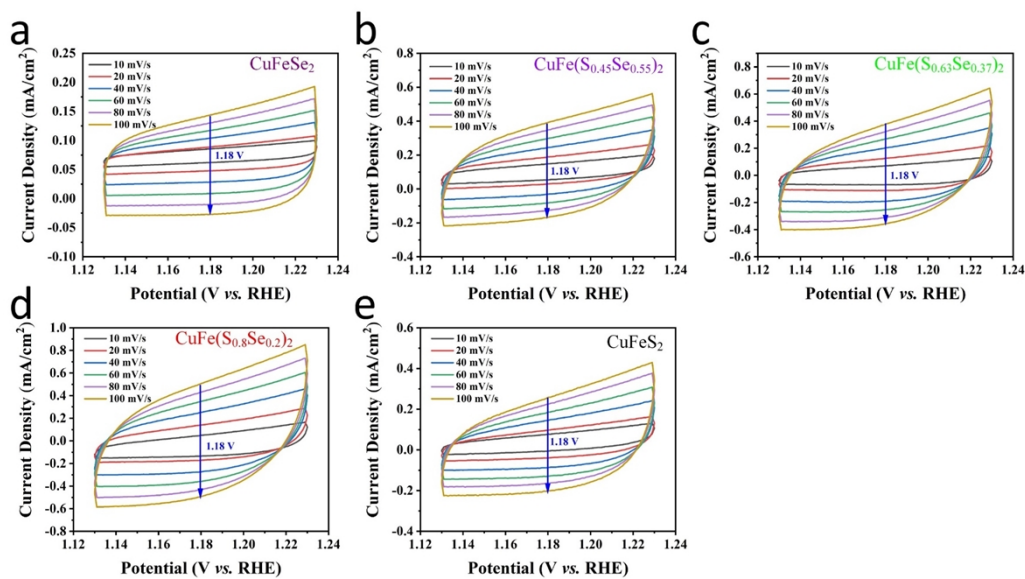 a
CuFeSe2
10 mV/s
20 mV/s
40 mV/s
60 mV/s
80 mV/s
100 mV/s
1.18 V
Current Density (mA/cm2)
0.25
0.20
0.15
0.10
0.05
0.00
-0.05
-0.10
1.12 1.14 1.16 1.18 1.20 1.22 1.24
Potential (V vs. RHE)
b
CuFe(S0.45Se0.55)2
10 mV/s
20 mV/s
40 mV/s
60 mV/s
80 mV/s
100 mV/s
1.18 V
Current Density (mA/cm2)
0.8
0.6
0.4
0.2
0.0
-0.2
-0.4
1.12 1.14 1.16 1.18 1.20 1.22 1.24
Potential (V vs. RHE)
c
CuFe(S0.63Se0.37)2
10 mV/s
20 mV/s
40 mV/s
60 mV/s
80 mV/s
100 mV/s
1.18 V
Current Density (mA/cm2)
0.8
0.6
0.4
0.2
0.0
-0.2
-0.4
-0.6
1.12 1.14 1.16 1.18 1.20 1.22 1.24
Potential (V vs. RHE)
d
CuFe(S0.8Se0.2)2
10 mV/s
20 mV/s
40 mV/s
60 mV/s
80 mV/s
100 mV/s
1.18 V
Current Density (mA/cm2)
1.0
0.8
0.6
0.4
0.2
0.0
-0.2
-0.4
-0.6
-0.8
1.12 1.14 1.16 1.18 1.20 1.22 1.24
Potential (V vs. RHE)
e
CuFeS2
10 mV/s
20 mV/s
40 mV/s
60 mV/s
80 mV/s
100 mV/s
1.18 V
Current Density (mA/cm2)
0.6
0.4
0.2
0.0
-0.2
-0.4
1.12 1.14 1.16 1.18 1.20 1.22 1.24
Potential (V vs. RHE)